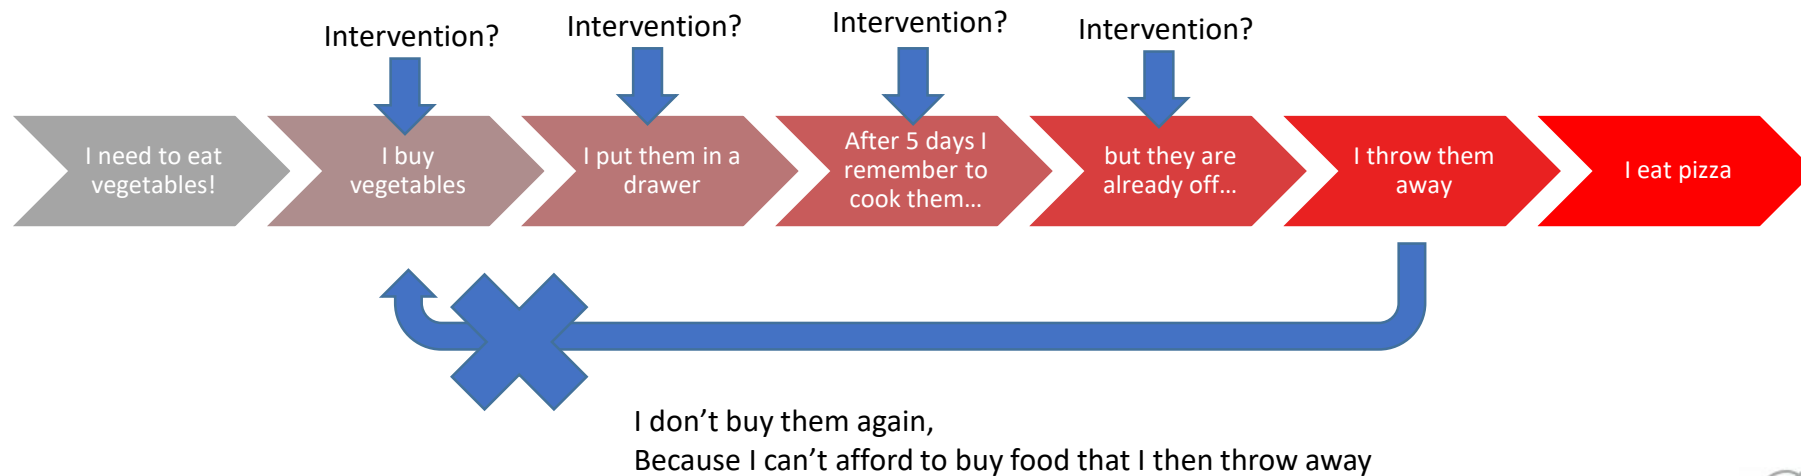 Intervention?
Intervention?
Intervention?
Intervention?
I need to eat
vegetables!
I buy
vegetables
I put them in a
drawer
After 5 days I
remember to
cook them…
but they are
already off…
I throw them
away
I eat pizza
I don’t buy them again,
Because I can’t afford to buy food that I then throw away